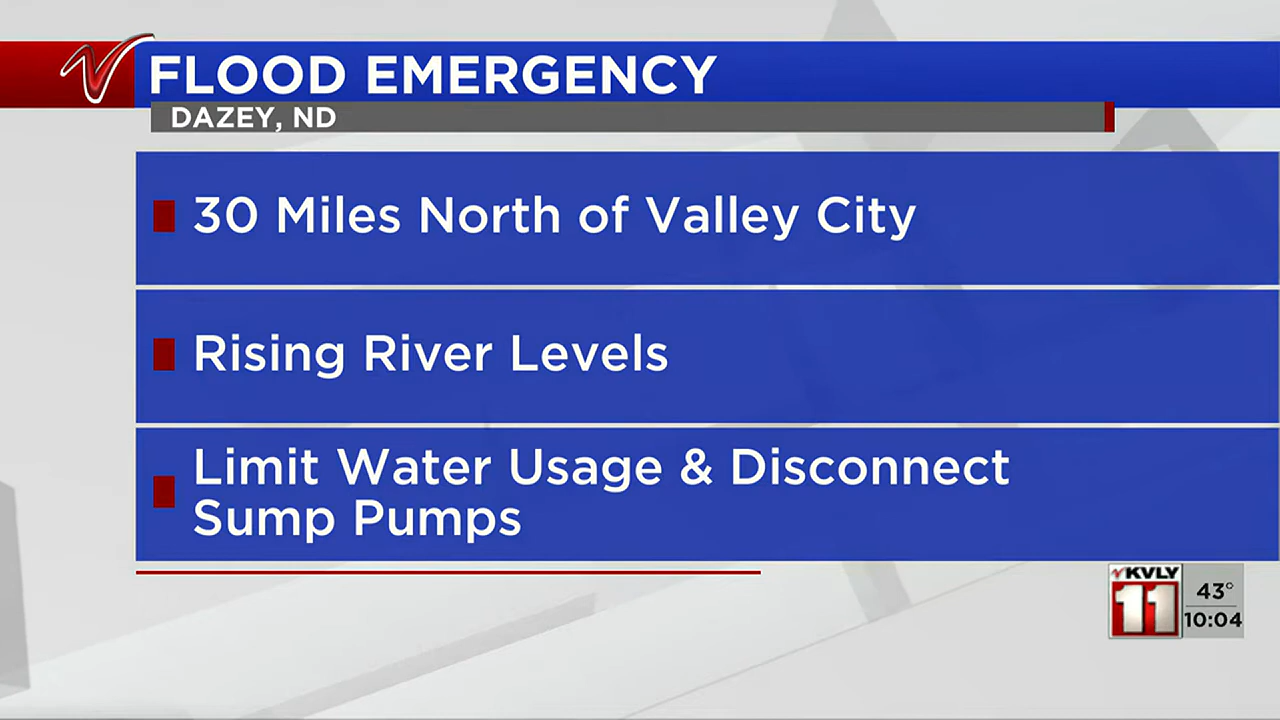 FLOOD EMERGENCY
DAZEY, ND
30 Miles North of Valley City
Rising River Levels
Limit Water Usage & Disconnect
Sump Pumps
KVLY
11
43°
10:04